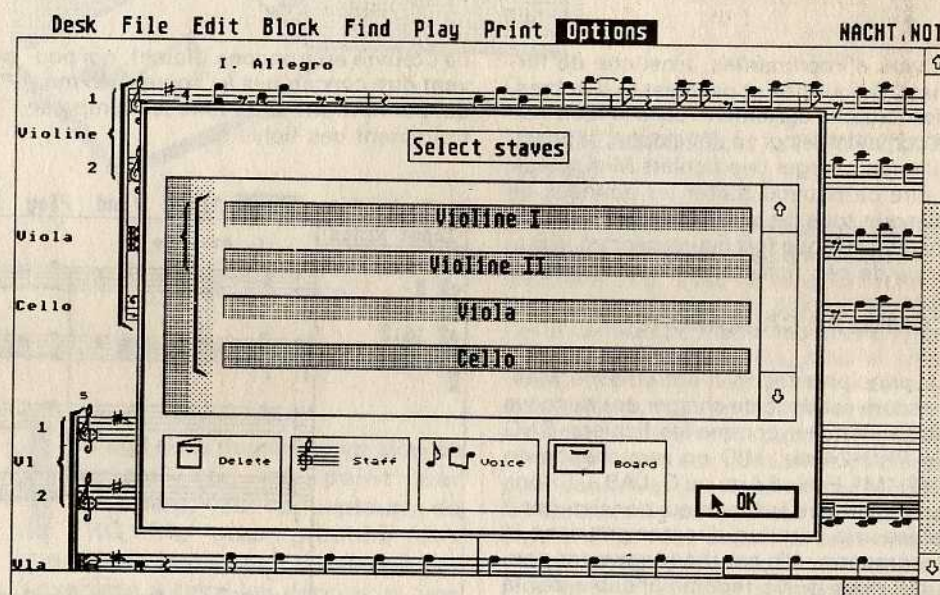 Desk File Edit Block Find Play Print Options NACHT.NOT
I. Allegro
1
Violine
2
Viola
Cello
Select staves
Violine I
Violine II
Viola
Cello
Delete Staff Voice Board
OK
5
1
Vl
2
Vla